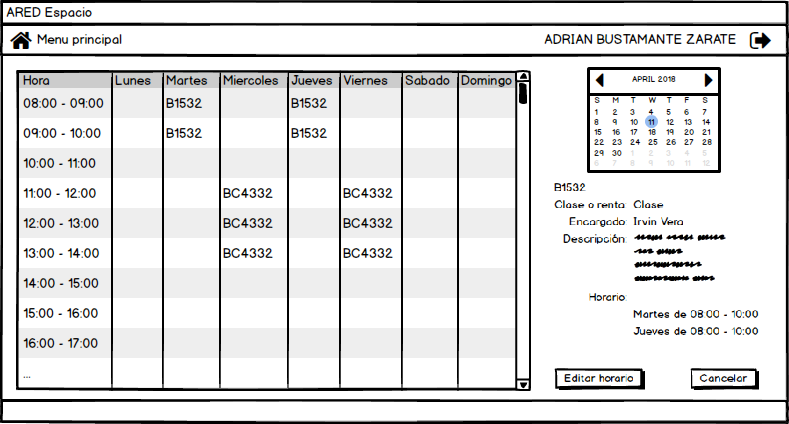 ARED Espacio
Menu principal
ADRIAN BUSTAMANTE ZARATE
Hora Lunes Martes Miercoles Jueves Viernes Sabado Domingo
08:00 - 09:00 B1532 B1532
09:00 - 10:00 B1532 B1532
10:00 - 11:00
11:00 - 12:00 BC4332 BC4332
12:00 - 13:00 BC4332 BC4332
13:00 - 14:00 BC4332 BC4332
14:00 - 15:00
15:00 - 16:00
16:00 - 17:00
...
APRIL 2018
S M T W T F S
1 2 3 4 5 6 7
8 9 10 11 12 13 14
15 16 17 18 19 20 21
22 23 24 25 26 27 28
29 30 1 2 3 4 5
6 7 8 9 10 11 12
B1532
Clase o renta: Clase
Encargado: Irvin Vera
Descripción:
Horario:
Martes de 08:00 - 10:00
Jueves de 08:00 - 10:00
Editar horario
Cancelar